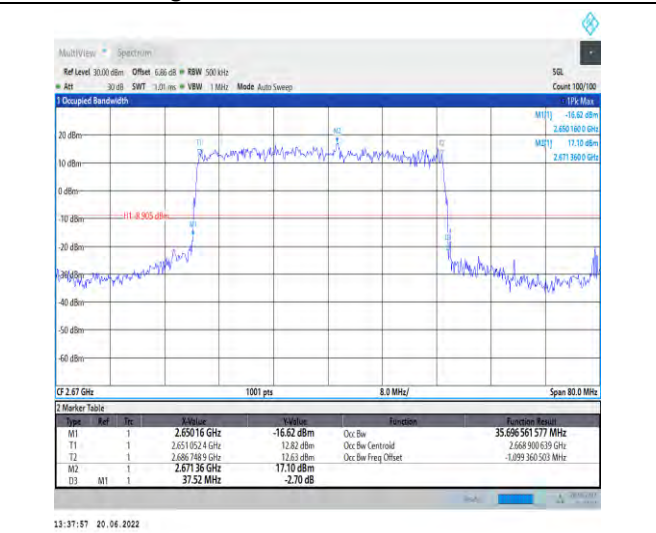 MultiView Spectrum
Ref Level 30.00 dBm Offset 6.86 dB RBW 500 kHz SGL
Att 30 dB SWT 1.01 ms VBW 1 MHz Mode Auto Sweep Count 100/100
1 Occupied Bandwidth 1Pk Max
M1[1] -16.62 dBm
2.650 160 0 GHz
M2[1] 17.10 dBm
2.671 360 0 GHz
M2
20 dBm
T1 T2
10 dBm
0 dBm
-10 dBm H1 -8.905 dBm
M1
-20 dBm
D3
-30 dBm
-40 dBm
-50 dBm
-60 dBm
CF 2.67 GHz 1001 pts 8.0 MHz/ Span 80.0 MHz
2 Marker Table
Type Ref Trc X-Value Y-Value Function Function Result
M1 1 2.650 16 GHz -16.62 dBm Occ Bw 35.696 561 577 MHz
T1 1 2.651 052 4 GHz 12.82 dBm Occ Bw Centroid 2.668 900 639 GHz
T2 1 2.686 748 9 GHz 12.63 dBm Occ Bw Freq Offset -1.099 360 503 MHz
M2 1 2.671 36 GHz 17.10 dBm
D3 M1 1 37.52 MHz -2.70 dB
13:37:57 20.06.2022